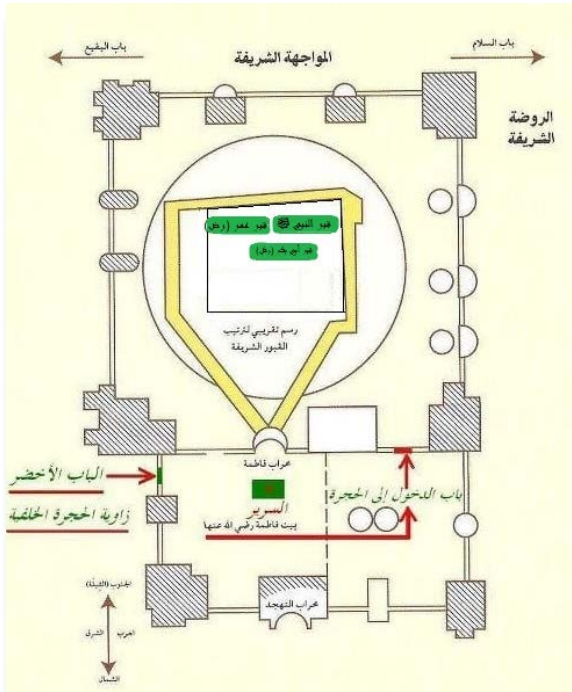 باب السلام
المواجهة الشريفة
باب البقيع
الروضة
الشريفة
قبر النبي ﷺ
قبر عمر (رض)
قبر أبي بكر (رض)
رسم تقريبي لترتيب
القبور الشريفة
محراب فاطمة
الباب الأخضر
زاوية الحجرة الخلفية
باب الدخول إلى الحجرة
السرير
بيت فاطمة رضي الله عنها
محراب التهجد
الجنوب (القبلة)
الغرب
الشرق
الشمال